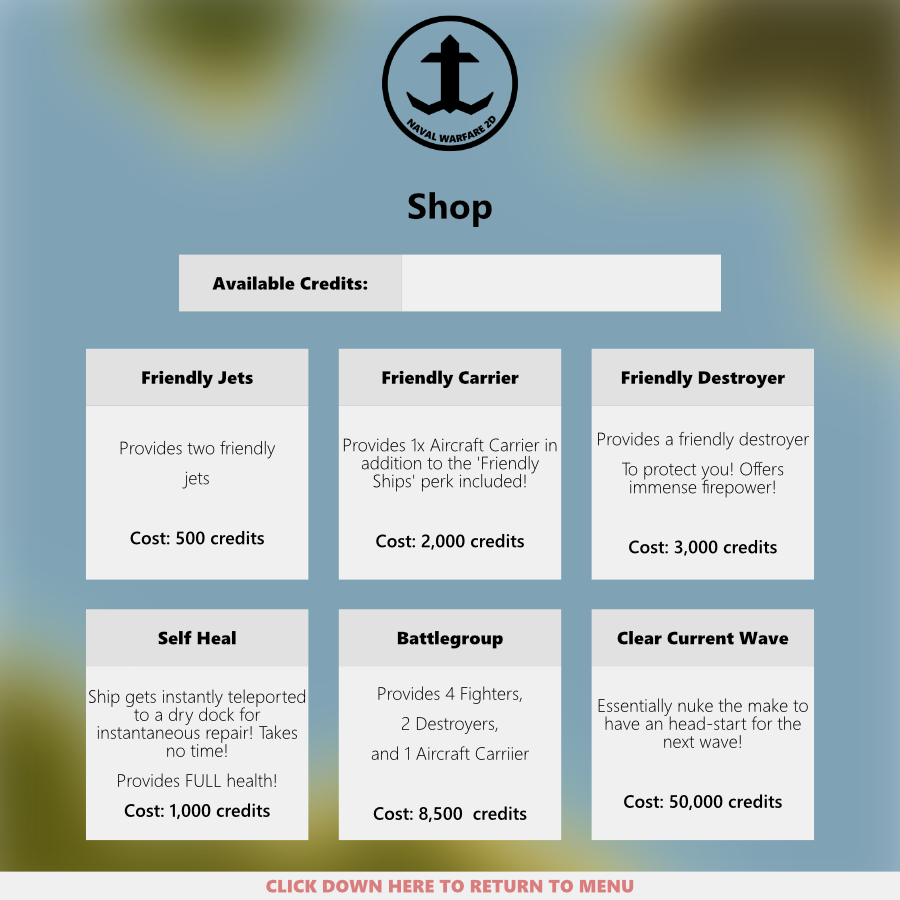 NAVAL WARFARE 2D
Shop
Available Credits:
Friendly Jets
Provides two friendly
jets
Cost: 500 credits
Friendly Carrier
Provides 1x Aircraft Carrier in
addition to the 'Friendly
Ships' perk included!
Cost: 2,000 credits
Friendly Destroyer
Provides a friendly destroyer
To protect you! Offers
immense firepower!
Cost: 3,000 credits
Self Heal
Ship gets instantly teleported
to a dry dock for
instantaneous repair! Takes
no time!
Provides FULL health!
Cost: 1,000 credits
Battlegroup
Provides 4 Fighters,
2 Destroyers,
and 1 Aircraft Carriier
Cost: 8,500  credits
Clear Current Wave
Essentially nuke the make to
have an head-start for the
next wave!
Cost: 50,000 credits
CLICK DOWN HERE TO RETURN TO MENU